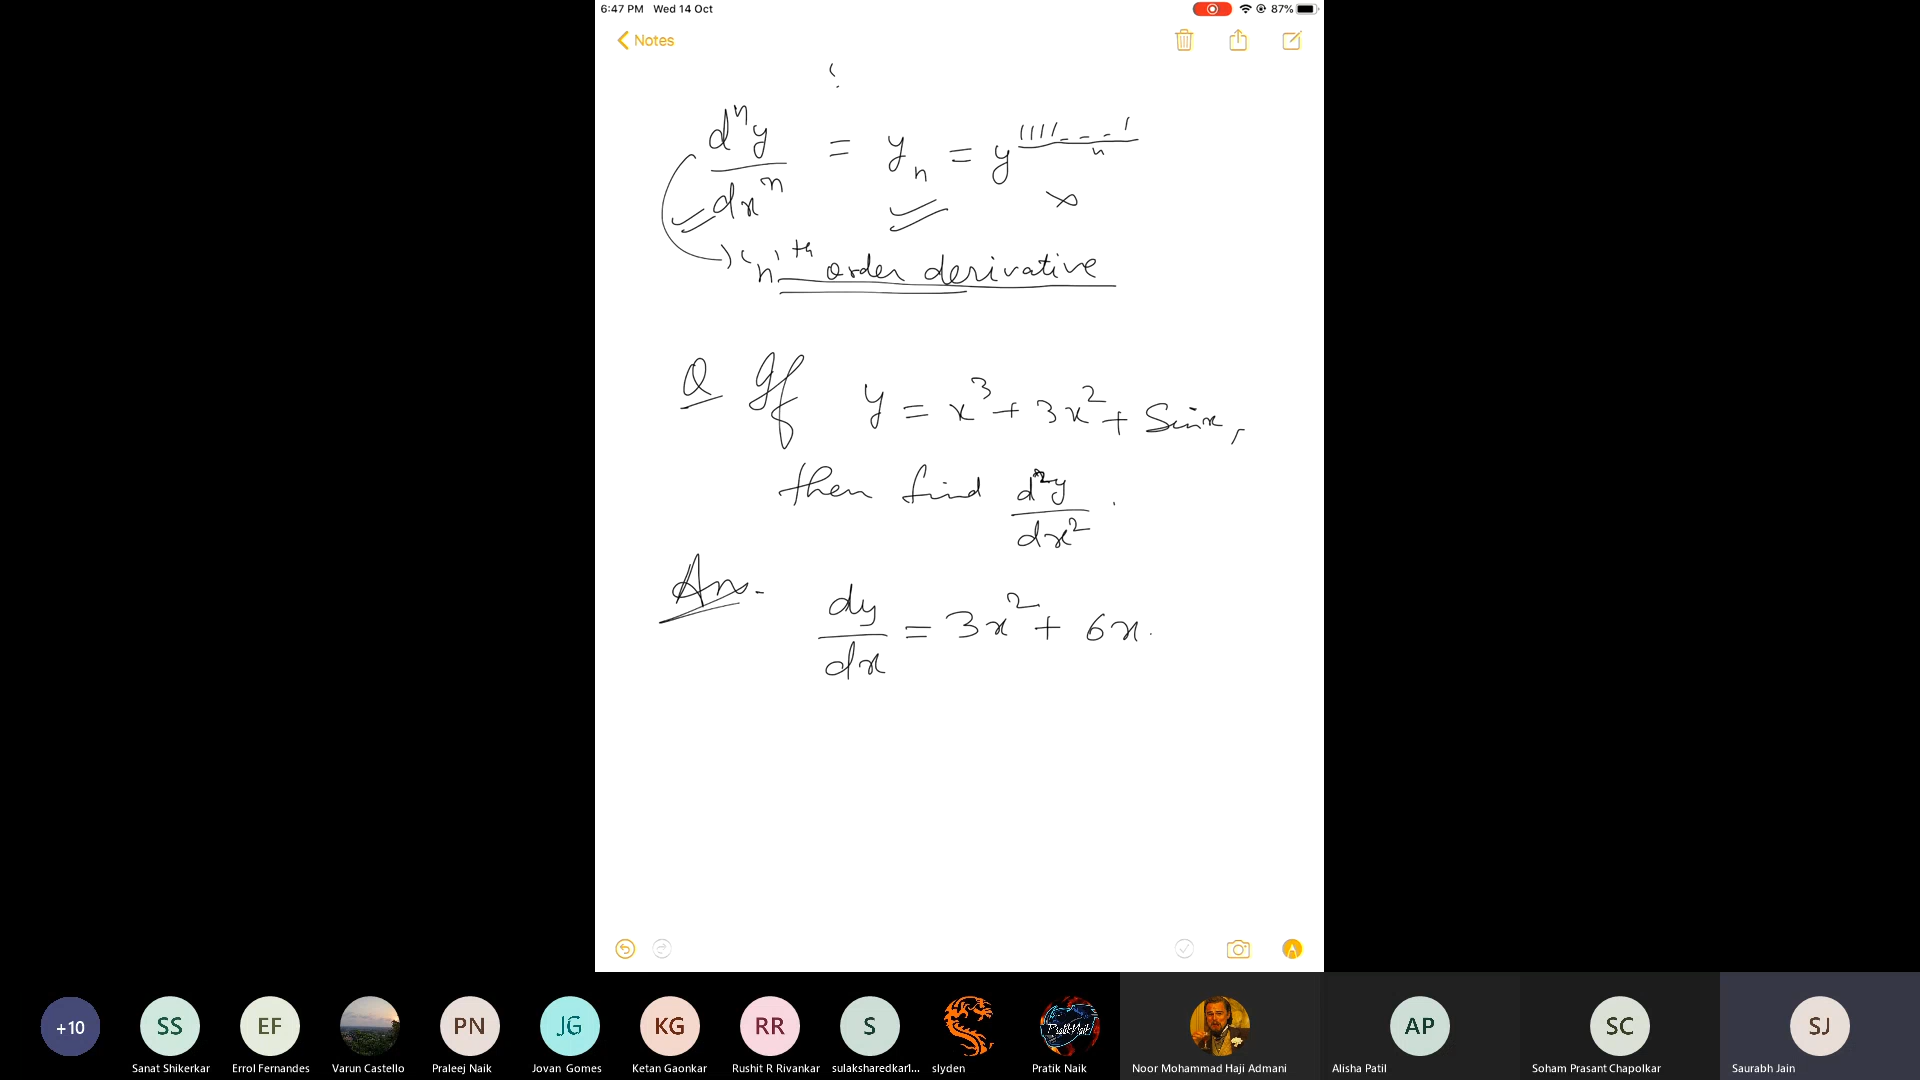 6:47 PM Wed 14 Oct 87%
Notes
dⁿy/dxⁿ = yₙ = y''''---' n
'n'th order derivative
Q If y = x³ + 3x² + Sinx,
then find d²y/dx².
Ans.
dy/dx = 3x² + 6x.
+10 SS EF PN JG KG RR S PratikNaik AP SC SJ
Sanat Shikerkar Errol Fernandes Varun Castello Praleej Naik Jovan Gomes Ketan Gaonkar Rushit R Rivankar sulaksharedkarl... slyden Pratik Naik Noor Mohammad Haji Admani Alisha Patil Soham Prasant Chapolkar Saurabh Jain